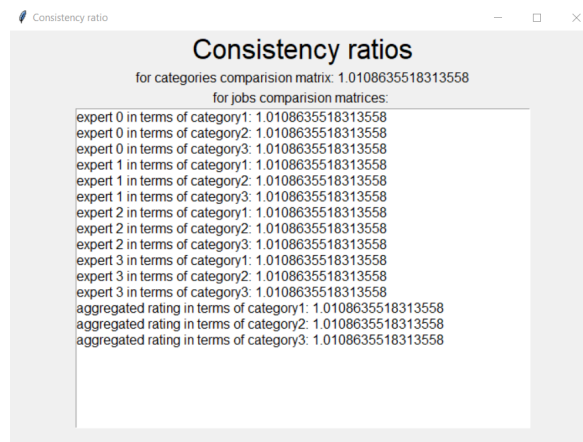 Consistency ratio
Consistency ratios
for categories comparision matrix: 1.0108635518313558
for jobs comparision matrices:
expert 0 in terms of category1: 1.0108635518313558
expert 0 in terms of category2: 1.0108635518313558
expert 0 in terms of category3: 1.0108635518313558
expert 1 in terms of category1: 1.0108635518313558
expert 1 in terms of category2: 1.0108635518313558
expert 1 in terms of category3: 1.0108635518313558
expert 2 in terms of category1: 1.0108635518313558
expert 2 in terms of category2: 1.0108635518313558
expert 2 in terms of category3: 1.0108635518313558
expert 3 in terms of category1: 1.0108635518313558
expert 3 in terms of category2: 1.0108635518313558
expert 3 in terms of category3: 1.0108635518313558
aggregated rating in terms of category1: 1.0108635518313558
aggregated rating in terms of category2: 1.0108635518313558
aggregated rating in terms of category3: 1.0108635518313558